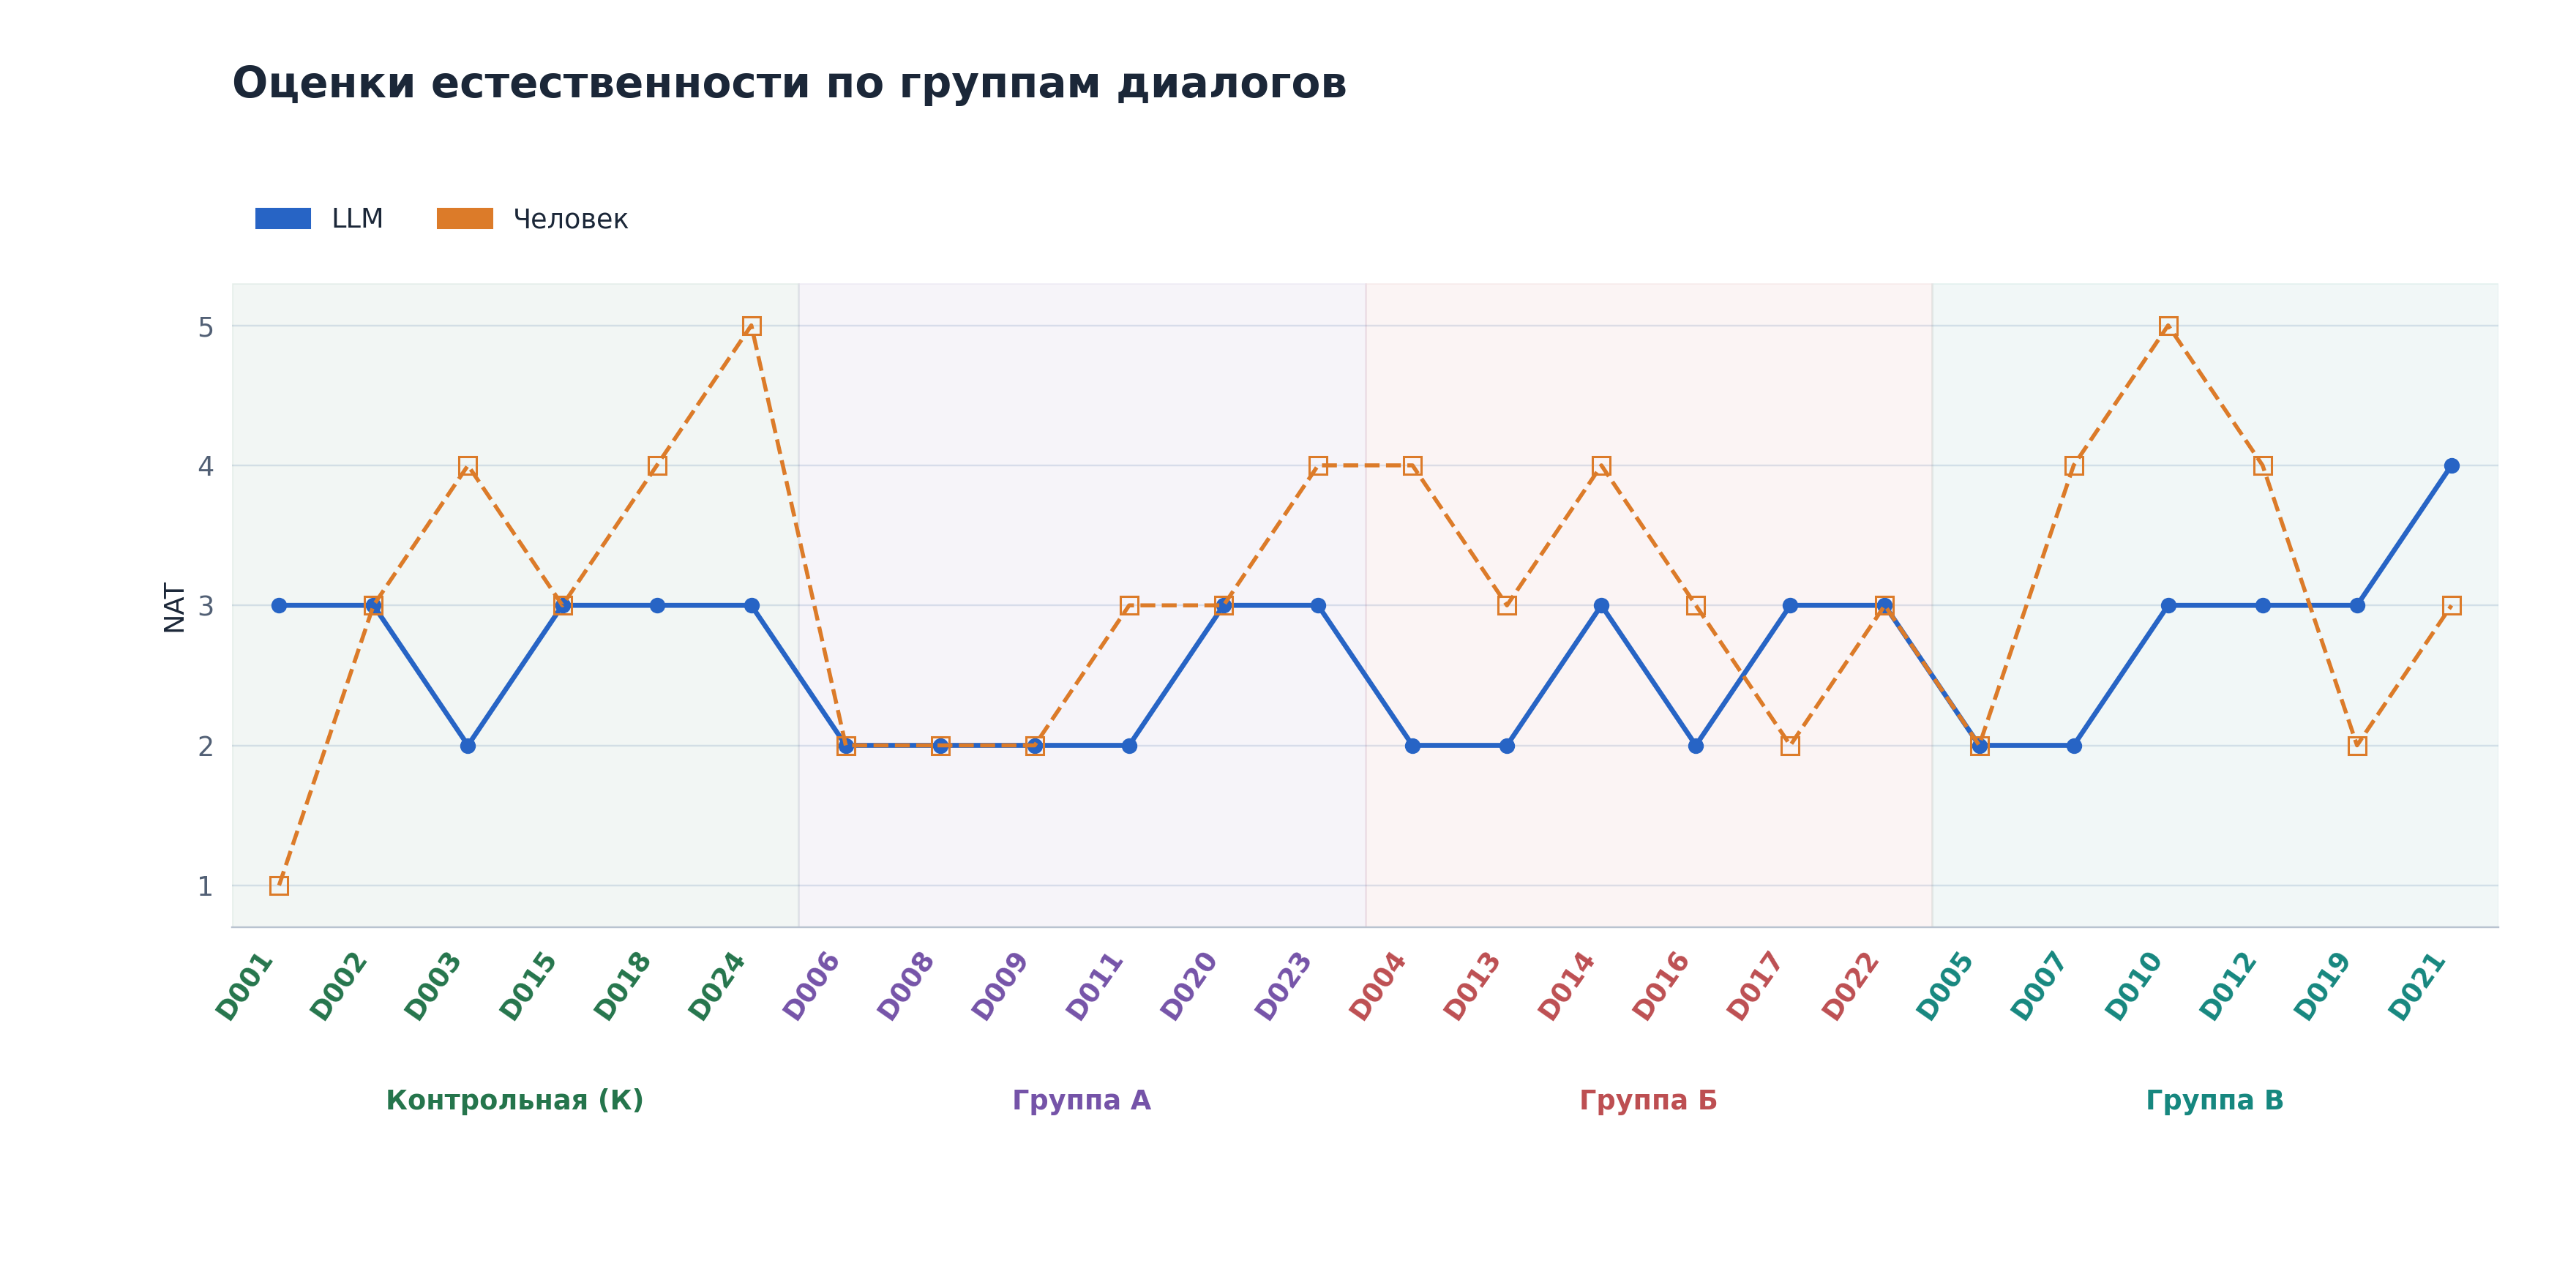 Оценки естественности по группам диалогов
LLM Человек
5
4
3
2
1
NAT
D001 D002 D003 D015 D018 D024 D006 D008 D009 D011 D020 D023 D004 D013 D014 D016 D017 D022 D005 D007 D010 D012 D019 D021
Контрольная (К) Группа А Группа Б Группа В